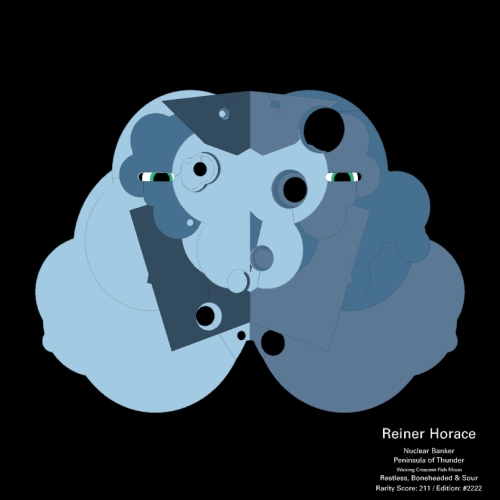 Reiner Horace
Nuclear Banker
Peninsula of Thunder
Waning Crescent Fish Moon
Restless, Boneheaded & Sour
Rarity Score: 211 / Edition: #2222